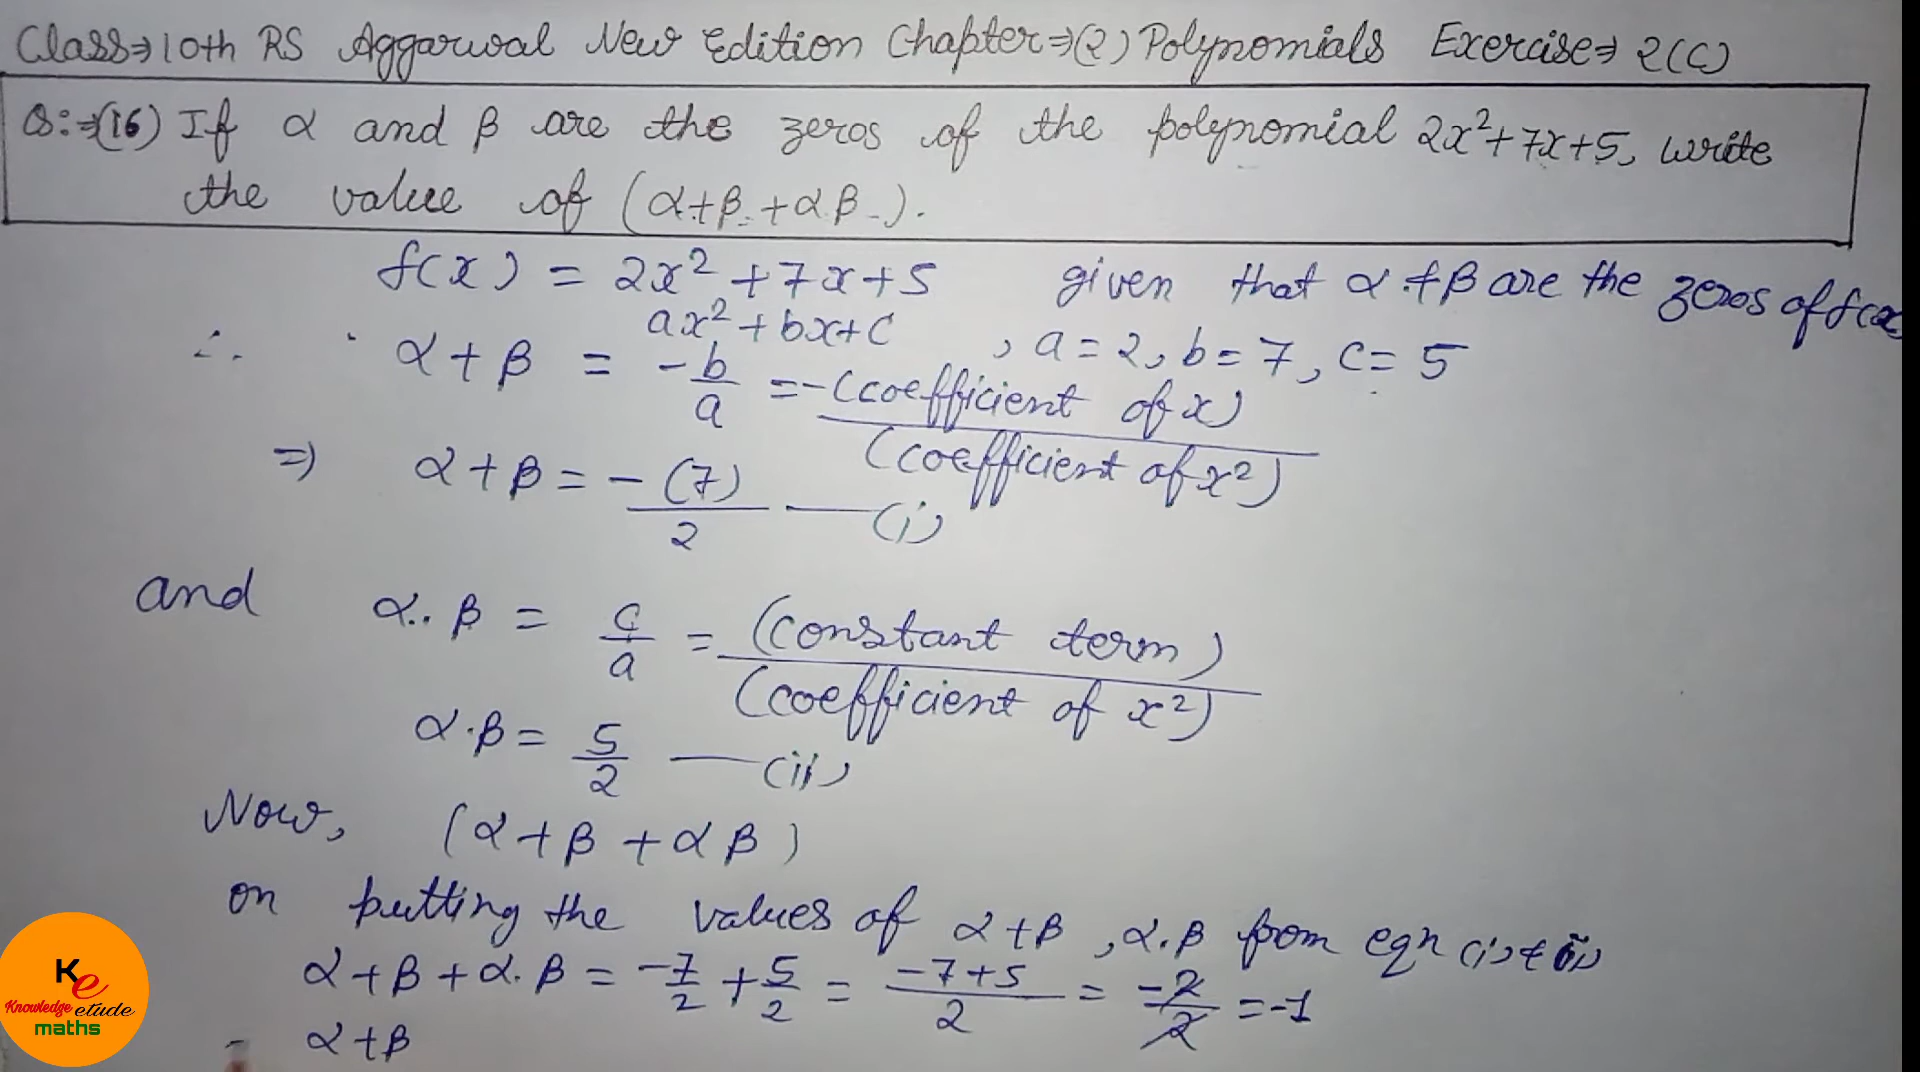 Class⇒10th RS Aggarwal New Edition Chapter⇒(2) Polynomials Exercise⇒2(C)
Q:⇒(16) If α and β are the zeros of the polynomial 2x²+7x+5, write
the value of (α+β+αβ).
f(x) = 2x²+7x+5 given that α & β are the zeros of f(x)
ax²+bx+c , a=2, b=7, c=5
∴ α+β = -b/a = -(coefficient of x)/(coefficient of x²)
⇒ α+β = -(7)/2 —(i)
and α.β = c/a = (constant term)/(coefficient of x²)
α.β = 5/2 —(ii)
Now, (α+β+αβ)
on putting the values of α+β, α.β from eqn (i) & (ii)
α+β+α.β = -7/2 + 5/2 = -7+5/2 = -2/2 = -1
α+β
Ke
Knowledge etude
maths